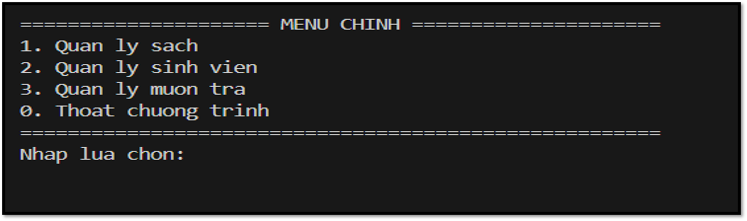 ===================== MENU CHINH =====================
1. Quan ly sach
2. Quan ly sinh vien
3. Quan ly muon tra
0. Thoat chuong trinh
======================================================
Nhap lua chon: